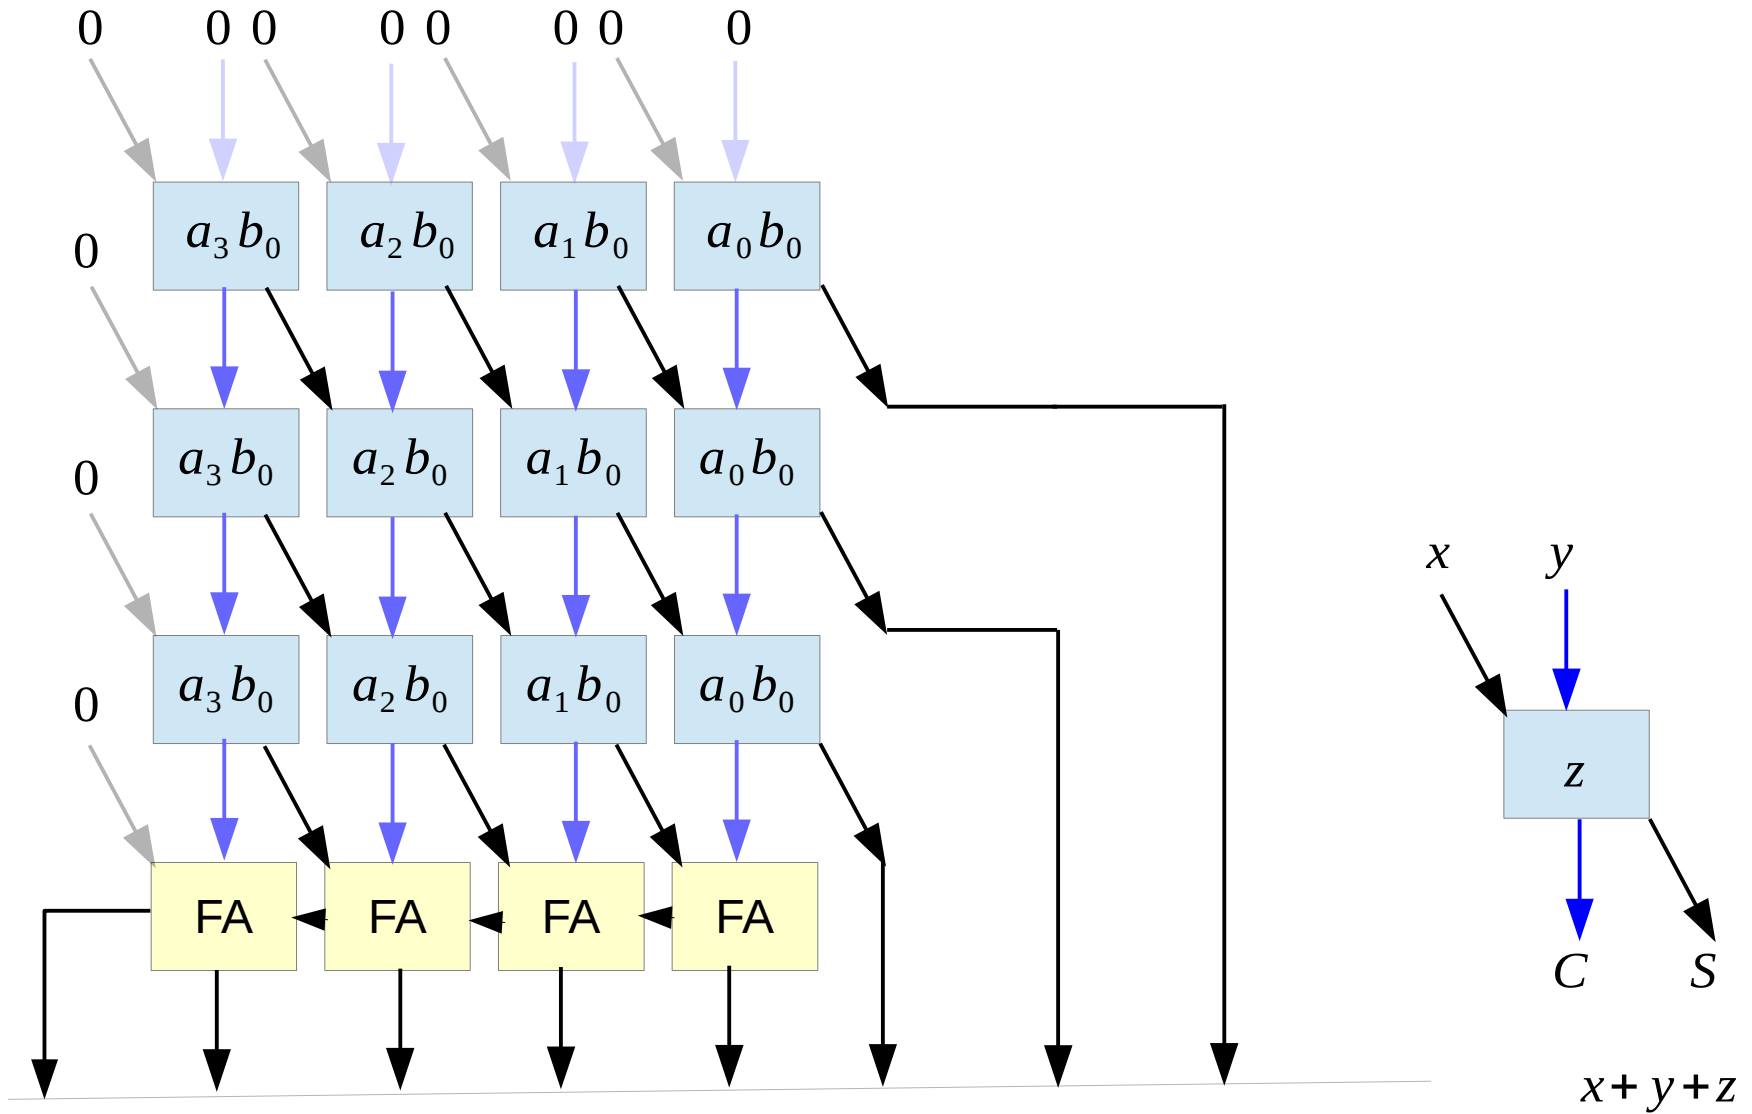 0 0 0 0 0 0 0 0
a₃b₀ a₂b₀ a₁b₀ a₀b₀
0
a₃b₀ a₂b₀ a₁b₀ a₀b₀
0
x y
a₃b₀ a₂b₀ a₁b₀ a₀b₀
0
z
FA FA FA FA
C S
x+y+z